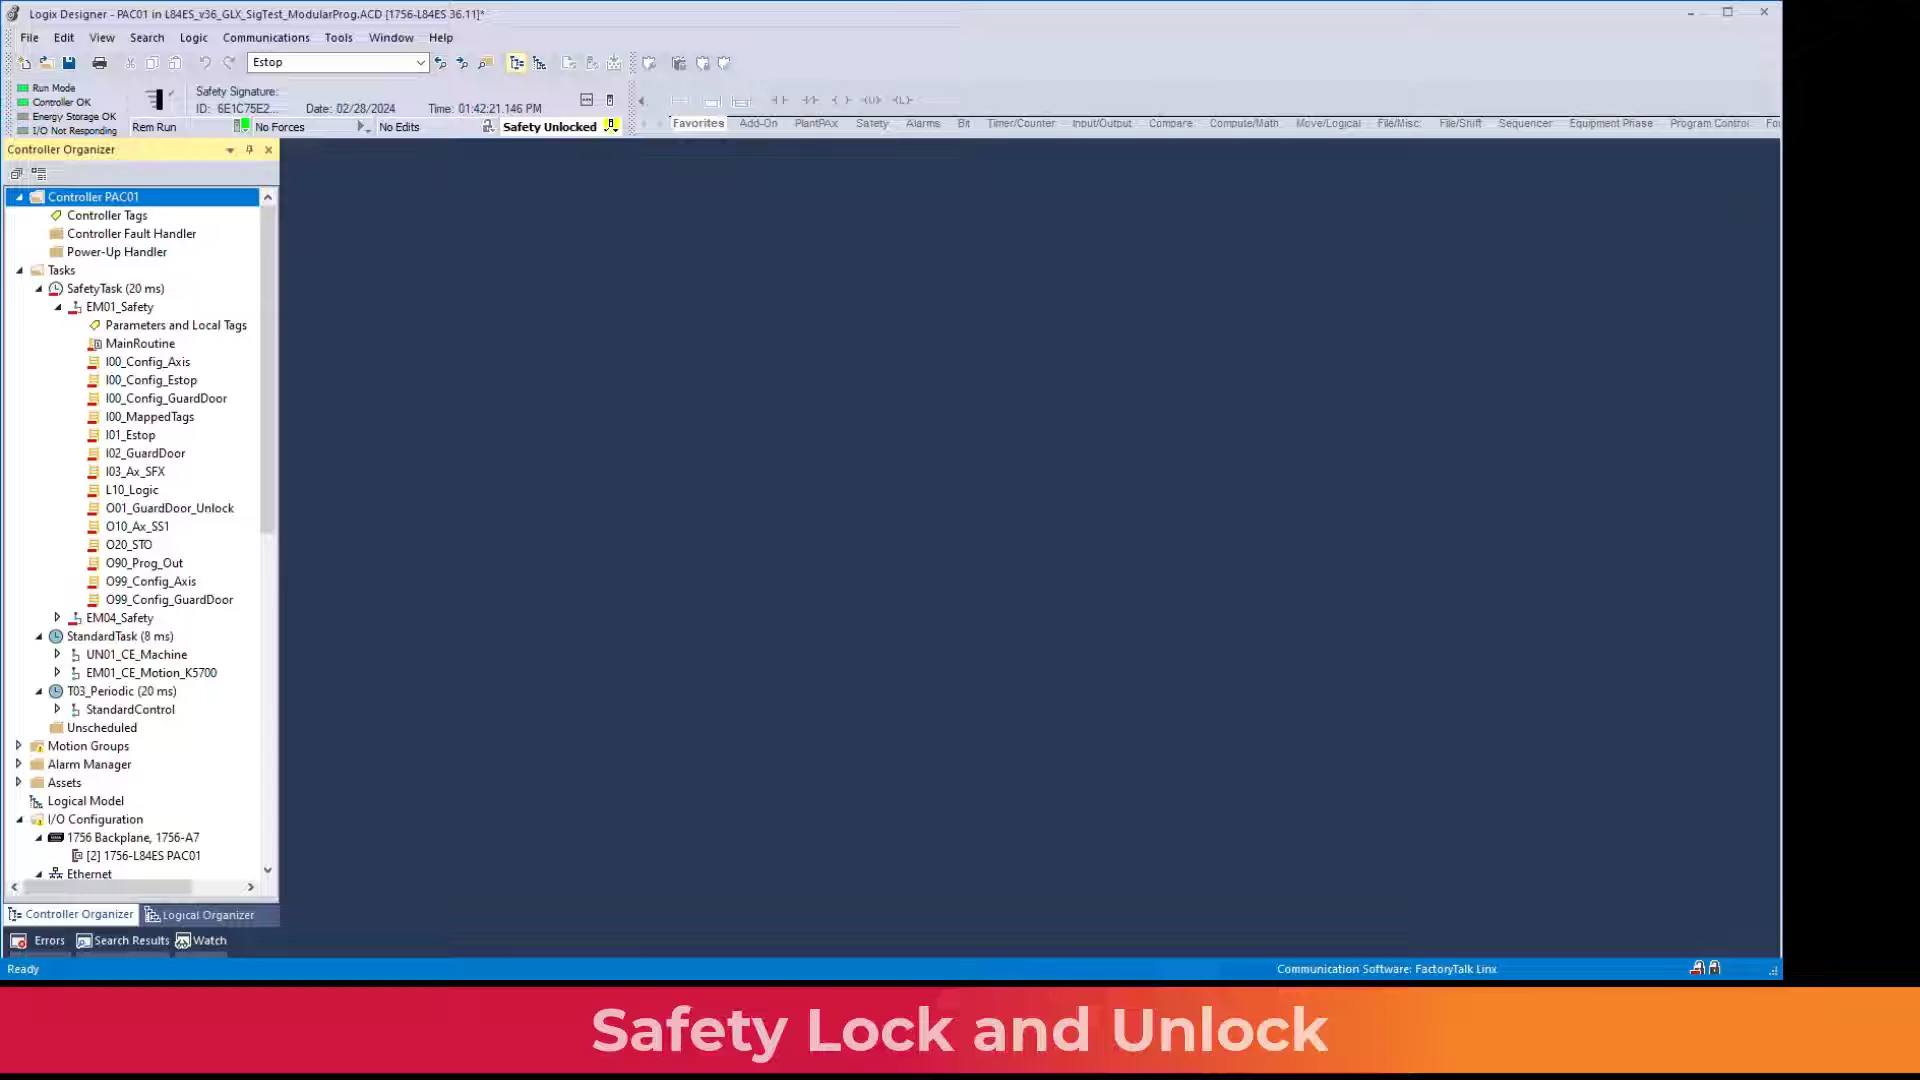 Logix Designer - PAC01 in L84ES_v36_GLX_SigTest_ModularProg.ACD [1756-L84ES 36.11]*
File Edit View Search Logic Communications Tools Window Help
Estop
Run Mode
Controller OK
Energy Storage OK
I/O Not Responding
Safety Signature:
ID: 6E1C75E2... Date: 02/28/2024 Time: 01:42:21.146 PM
Rem Run No Forces No Edits Safety Unlocked
Favorites Add-On PlantPAx Safety Alarms Bit Timer/Counter Input/Output Compare Compute/Math Move/Logical File/Misc. File/Shift Sequencer Equipment Phase Program Control
Controller Organizer
Controller PAC01
Controller Tags
Controller Fault Handler
Power-Up Handler
Tasks
SafetyTask (20 ms)
EM01_Safety
Parameters and Local Tags
MainRoutine
I00_Config_Axis
I00_Config_Estop
I00_Config_GuardDoor
I00_MappedTags
I01_Estop
I02_GuardDoor
I03_Ax_SFX
L10_Logic
O01_GuardDoor_Unlock
O10_Ax_SS1
O20_STO
O90_Prog_Out
O99_Config_Axis
O99_Config_GuardDoor
EM04_Safety
StandardTask (8 ms)
UN01_CE_Machine
EM01_CE_Motion_K5700
T03_Periodic (20 ms)
StandardControl
Unscheduled
Motion Groups
Alarm Manager
Assets
Logical Model
I/O Configuration
1756 Backplane, 1756-A7
[2] 1756-L84ES PAC01
Ethernet
Controller Organizer Logical Organizer
Errors Search Results Watch
Ready Communication Software: FactoryTalk Linx
Safety Lock and Unlock